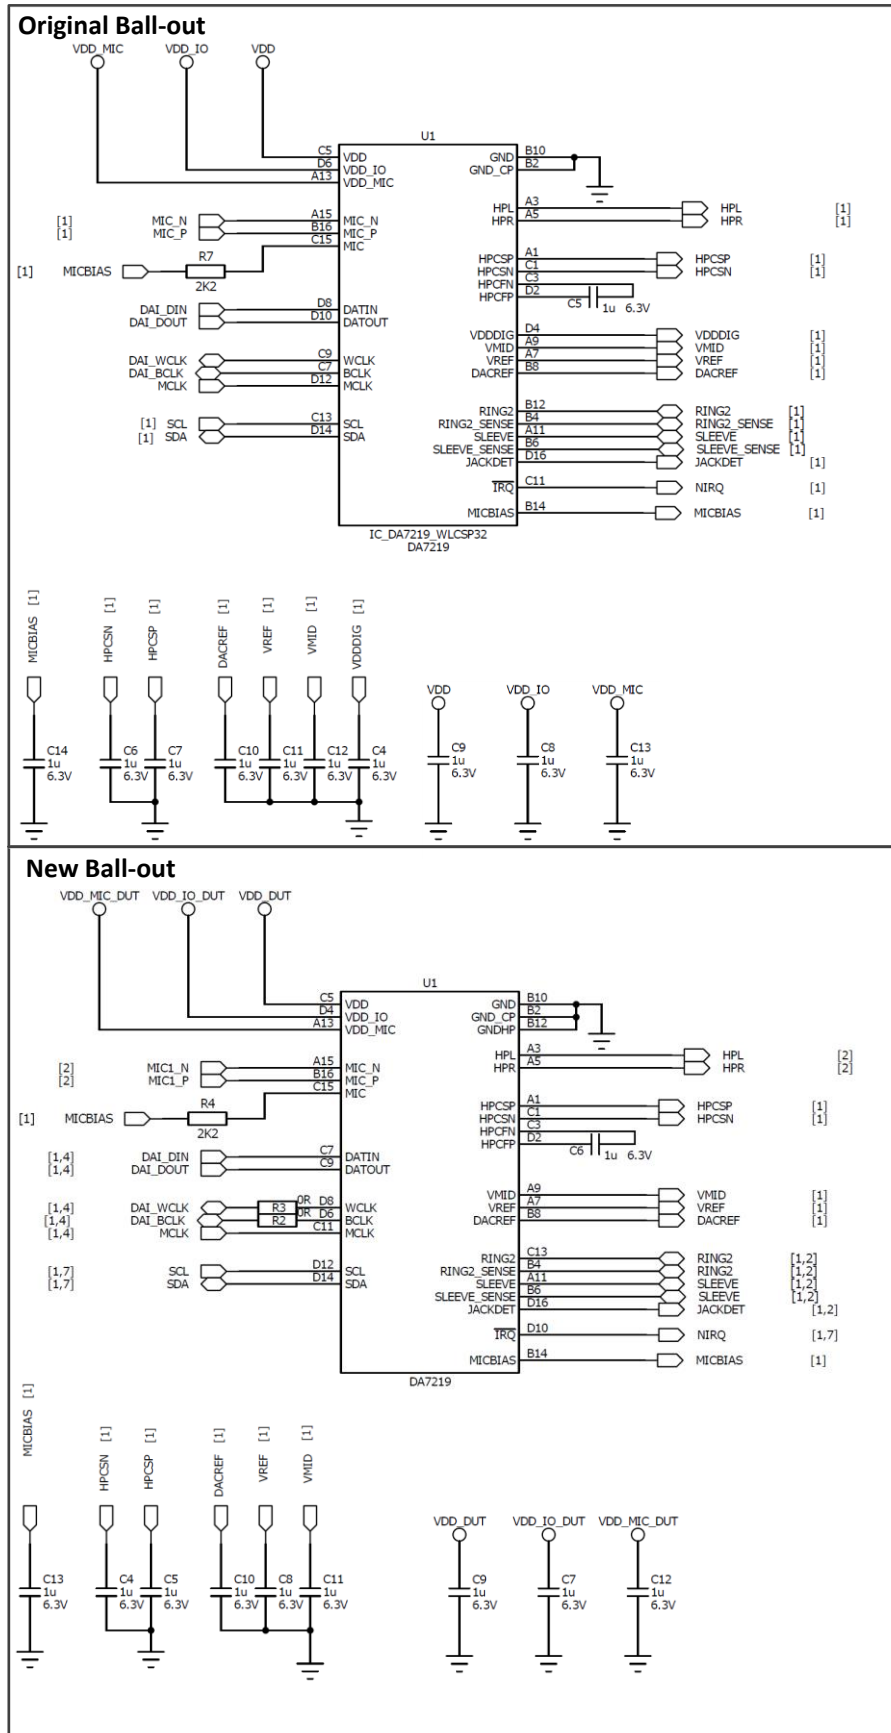 Original Ball-out
VDD_MIC VDD_IO VDD
U1
C5 VDD GND B10
D6 VDD_IO GND_CP B2
A13 VDD_MIC
HPL A3 HPL [1]
[1] MIC_N A15 MIC_N HPR A5 HPR [1]
[1] MIC_P B16 MIC_P
C15 MIC HPCSP A1 HPCSP [1]
R7 HPCSN C1 HPCSN [1]
[1] MICBIAS HPCFN C3
2K2 HPCFP D2 C5 1u 6.3V
DAI_DIN D8 DATIN
DAI_DOUT D10 DATOUT
VDDDIG D4 VDDDIG [1]
VMID A9 VMID [1]
DAI_WCLK C9 WCLK VREF A7 VREF [1]
DAI_BCLK C7 BCLK DACREF B8 DACREF [1]
MCLK D12 MCLK
RING2 B12 RING2 [1]
[1] SCL C13 SCL RING2_SENSE B4 RING2_SENSE [1]
[1] SDA D14 SDA SLEEVE A11 SLEEVE [1]
SLEEVE_SENSE B6 SLEEVE_SENSE [1]
JACKDET D16 JACKDET [1]
IRQ C11 NIRQ [1]
MICBIAS B14 MICBIAS [1]
IC_DA7219_WLCSP32
DA7219
MICBIAS [1] HPCSN [1] HPCSP [1] DACREF [1] VREF [1] VMID [1] VDDDIG [1]
VDD VDD_IO VDD_MIC
C14 C6 C7 C10 C11 C12 C4 C9 C8 C13
1u 1u 1u 1u 1u 1u 1u 1u 1u 1u
6.3V 6.3V 6.3V 6.3V 6.3V 6.3V 6.3V 6.3V 6.3V 6.3V
New Ball-out
VDD_MIC_DUT VDD_IO_DUT VDD_DUT
U1
C5 VDD GND B10
D4 VDD_IO GND_CP B2
A13 VDD_MIC GNDHP B12
HPL A3 HPL [2]
[2] MIC1_N A15 MIC_N HPR A5 HPR [2]
[2] MIC1_P B16 MIC_P
C15 MIC HPCSP A1 HPCSP [1]
R4 HPCSN C1 HPCSN [1]
[1] MICBIAS HPCFN C3
2K2 HPCFP D2 C6 1u 6.3V
[1,4] DAI_DIN C7 DATIN
[1,4] DAI_DOUT C9 DATOUT
VMID A9 VMID [1]
[1,4] DAI_WCLK R3 0R D8 WCLK VREF A7 VREF [1]
[1,4] DAI_BCLK R2 0R D6 BCLK DACREF B8 DACREF [1]
[1,4] MCLK C11 MCLK
RING2 C13 RING2 [1,2]
[1,7] SCL D12 SCL RING2_SENSE B4 RING2 [1,2]
[1,7] SDA D14 SDA SLEEVE A11 SLEEVE [1,2]
SLEEVE_SENSE B6 SLEEVE [1,2]
JACKDET D16 JACKDET [1,2]
IRQ D10 NIRQ [1,7]
MICBIAS B14 MICBIAS [1]
DA7219
MICBIAS [1] HPCSN [1] HPCSP [1] DACREF [1] VREF [1] VMID [1]
VDD_DUT VDD_IO_DUT VDD_MIC_DUT
C13 C4 C5 C10 C8 C11 C9 C7 C12
1u 1u 1u 1u 1u 1u 1u 1u 1u
6.3V 6.3V 6.3V 6.3V 6.3V 6.3V 6.3V 6.3V 6.3V